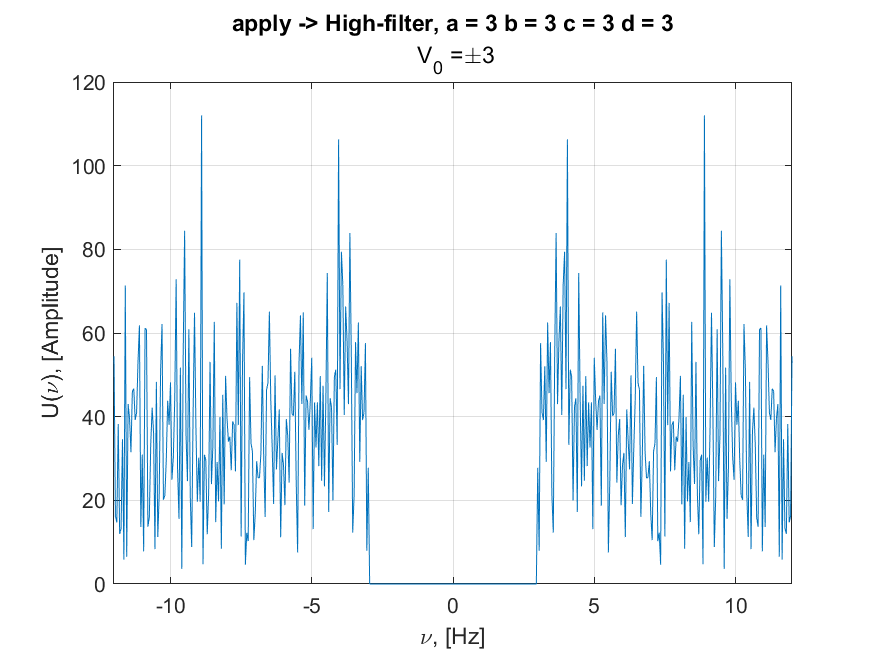 apply -> High-filter, a = 3 b = 3 c = 3 d = 3
V_0 =±3
120
100
80
60
40
20
0
U(ν), [Amplitude]
-10 -5 0 5 10
ν, [Hz]